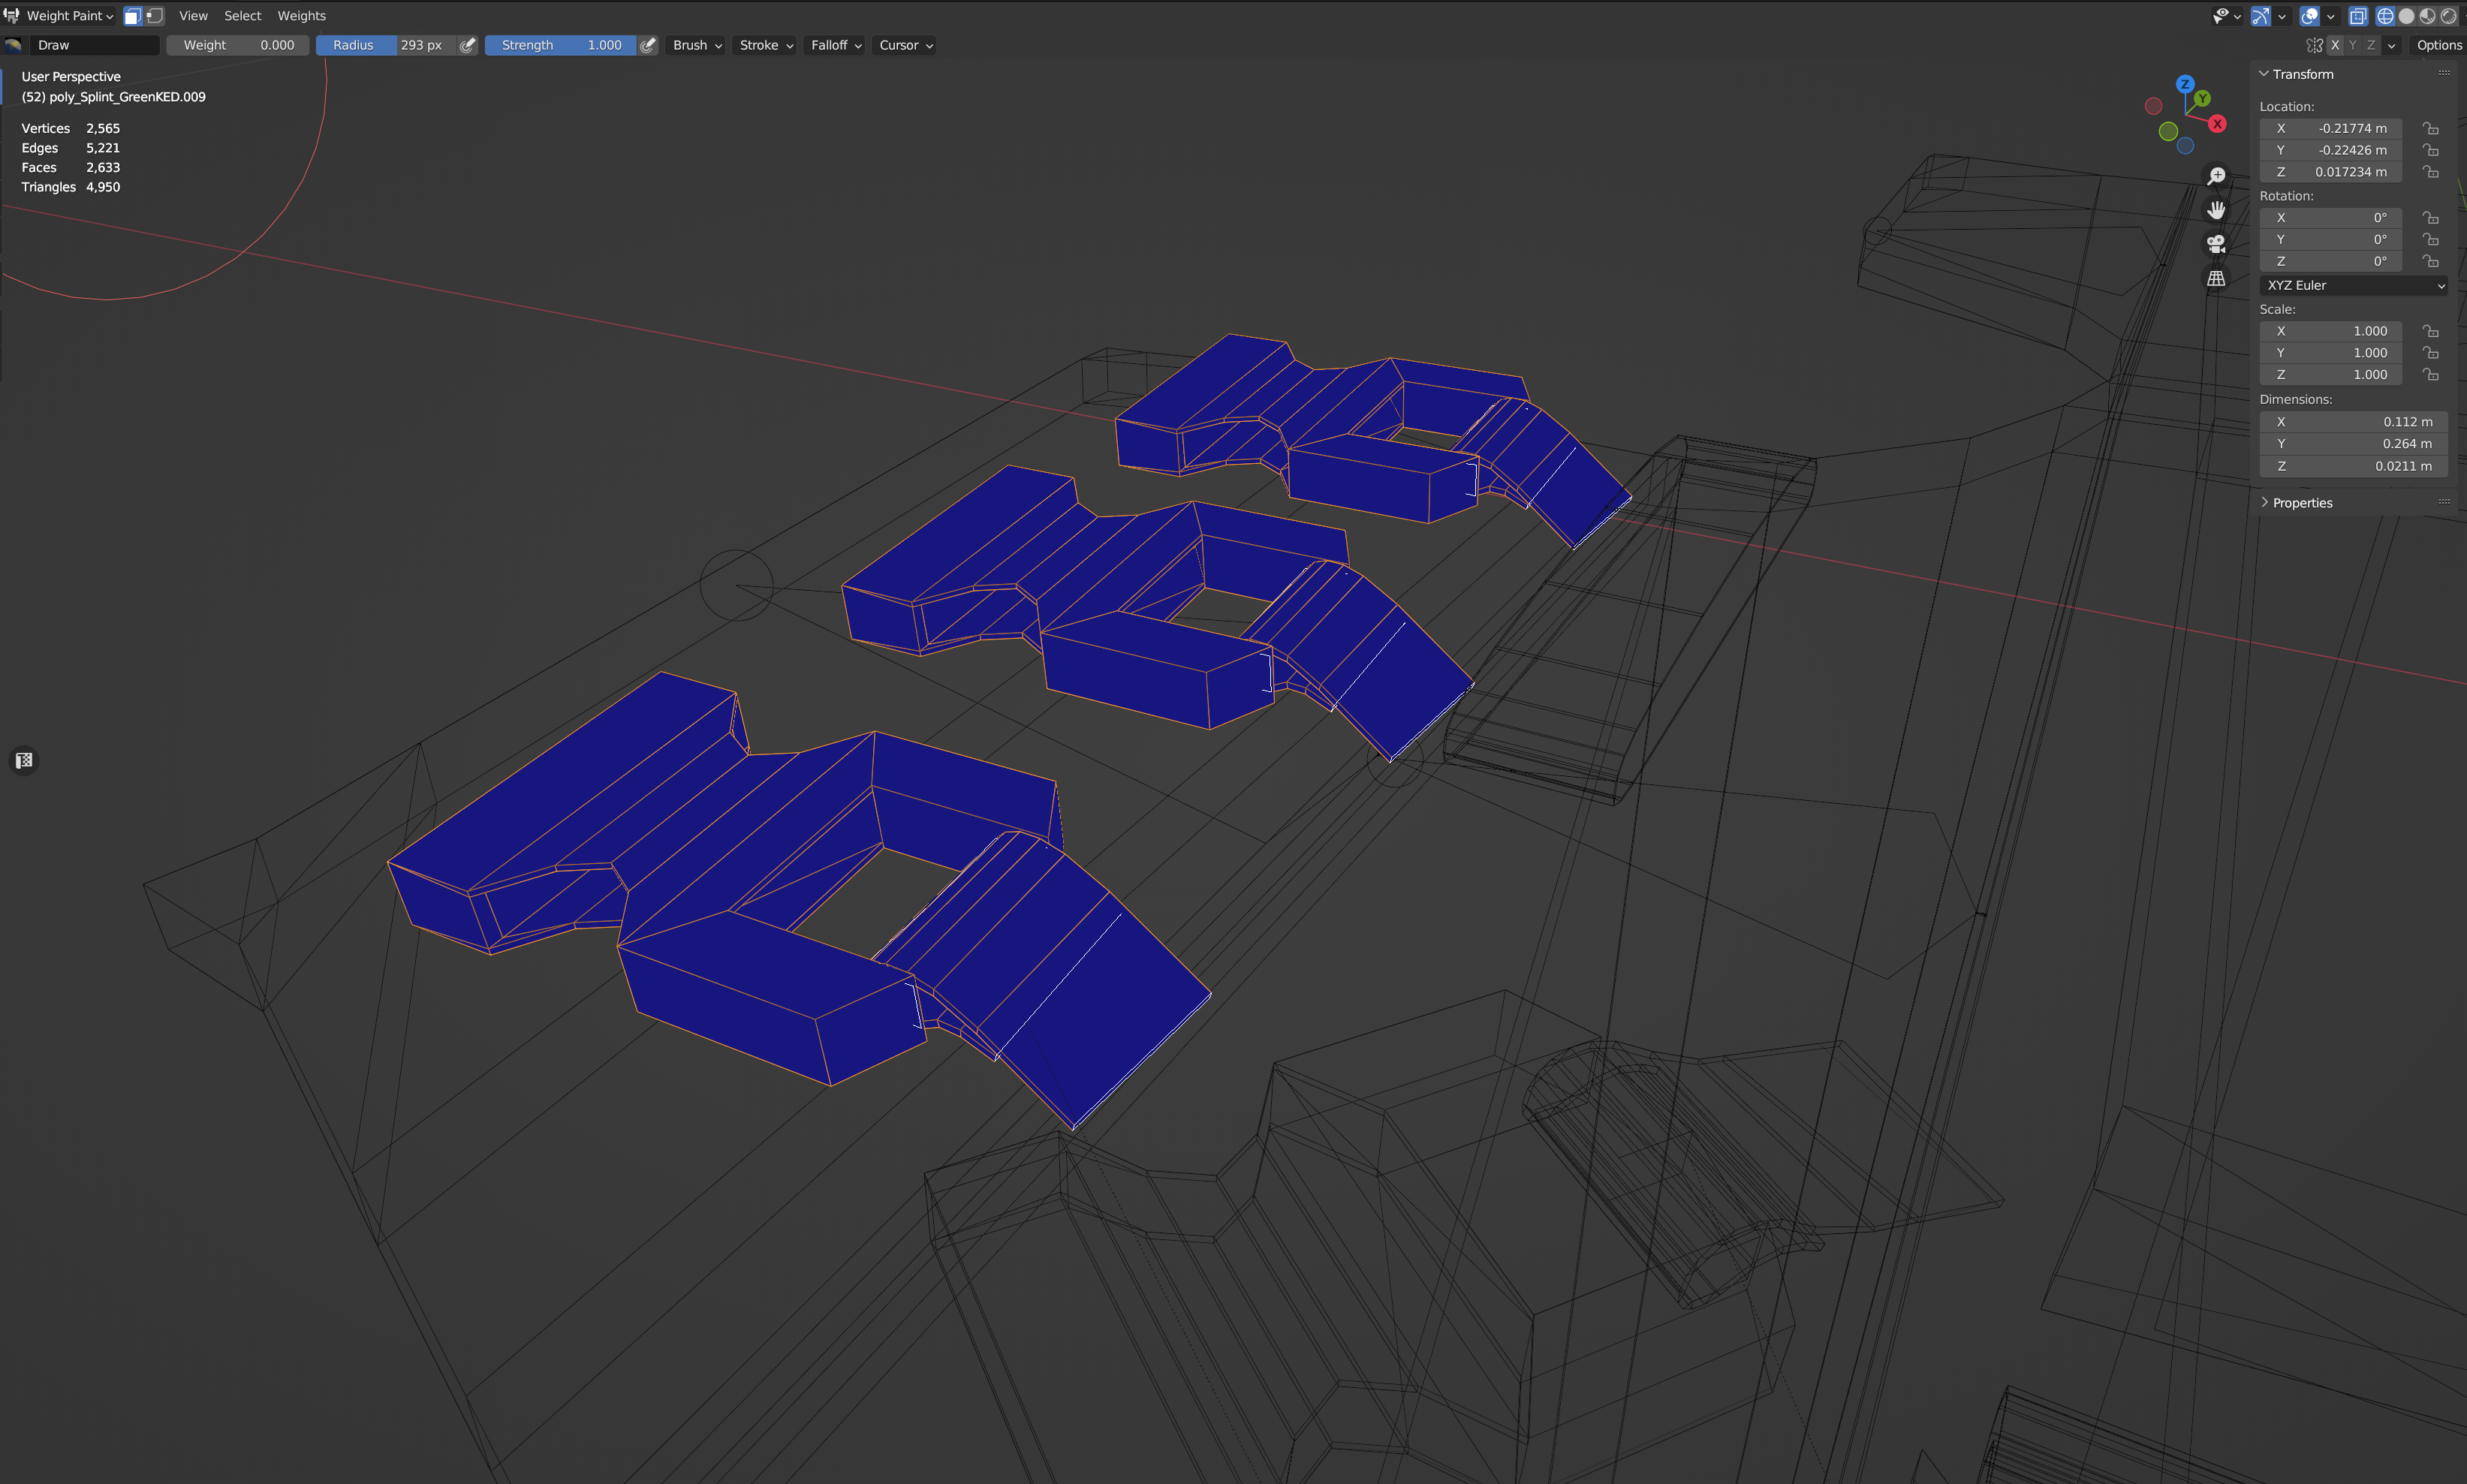 Weight Paint View Select Weights
Draw Weight 0.000 Radius 293 px Strength 1.000 Brush Stroke Falloff Cursor X Y Z Options
User Perspective
(52) poly_Splint_GreenKED.009
Vertices 2,565
Edges 5,221
Faces 2,633
Triangles 4,950
Z
Y
X
Transform
Location:
X -0.21774 m
Y -0.22426 m
Z 0.017234 m
Rotation:
X 0°
Y 0°
Z 0°
XYZ Euler
Scale:
X 1.000
Y 1.000
Z 1.000
Dimensions:
X 0.112 m
Y 0.264 m
Z 0.0211 m
Properties